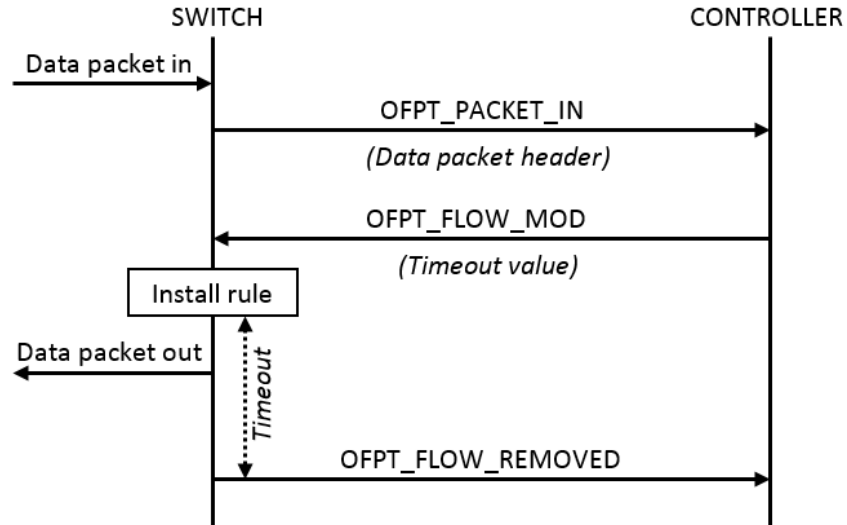 SWITCH
CONTROLLER
Data packet in
OFPT_PACKET_IN
(Data packet header)
OFPT_FLOW_MOD
(Timeout value)
Install rule
Data packet out
Timeout
OFPT_FLOW_REMOVED